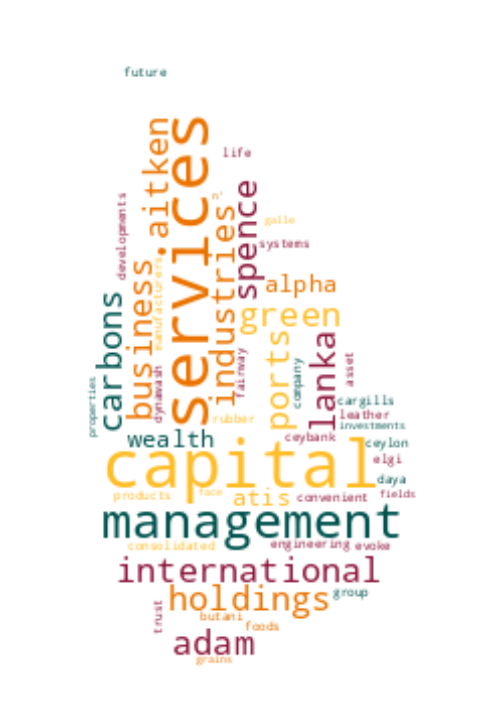 future
services
aitken
life
spence
developments
n'
galle
industries
systems
manufacturers
business
alpha
carbons
green
ports
lanka
fairway
company
asset
dynawash
properties
cargills
leather
rubber
investments
wealth
ceybank
ceylon
capital
elgi
daya
products
face
atis
convenient
fields
management
consolidated
engineering
evoke
international
holdings
group
trust
butani
foods
adam
grains